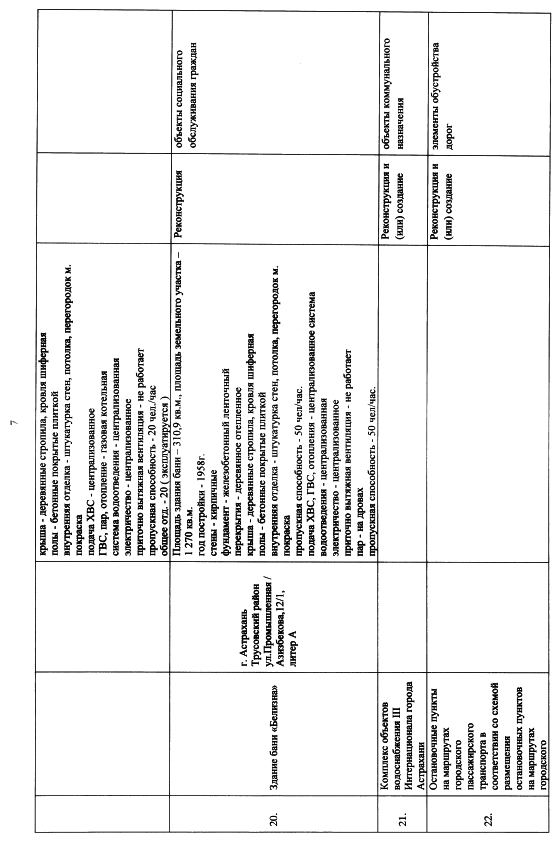 7
крыша - деревянные стропила, кровля шиферная
полы - бетонные покрытые плиткой
внутренняя отделка - штукатурка стен, потолка, перегородок м.
покраска
подача ХВС - централизованное
ГВС, пар, отопление - газовая котельная
система водоотведения - централизованная
электричество - централизованное
приточно вытяжная вентиляция - не работает
пропускная способность - 20 чел./час
общее отд. - 20 ( эксплуатируется )
20.
Здание бани «Белизна»
г. Астрахань
Трусовский район
ул.Промышленная /
Азизбекова,12/1,
литер А
Площадь здания бани – 310,9 кв.м., площадь земельного участка –
1 270 кв.м.
год постройки - 1958г.
стены - кирпичные
фундамент - железобетонный ленточный
перекрытия - деревянное отепленное
крыша - деревянные стропила, кровля шиферная
полы - бетонные покрытые плиткой
внутренняя отделка - штукатурка стен, потолка, перегородок м.
покраска
пропускная способность - 50 чел/час.
подача ХВС, ГВС, отопления - централизованное система
водоотведения - централизованная
электричество - централизованное
приточно вытяжная вентиляция - не работает
пар - на дровах
пропускная способность - 50 чел/час.
Реконструкция
объекты социального
обслуживания граждан
21.
Комплекс объектов
водоснабжения III
Интернационала города
Астрахани
Реконструкция и
(или) создание
объекты коммунального
назначения
22.
Остановочные пункты
на маршрутах
городского
пассажирского
транспорта в
соответствии со схемой
размещения
остановочных пунктов
на маршрутах
городского
Реконструкция и
(или) создание
элементы обустройства
дорог